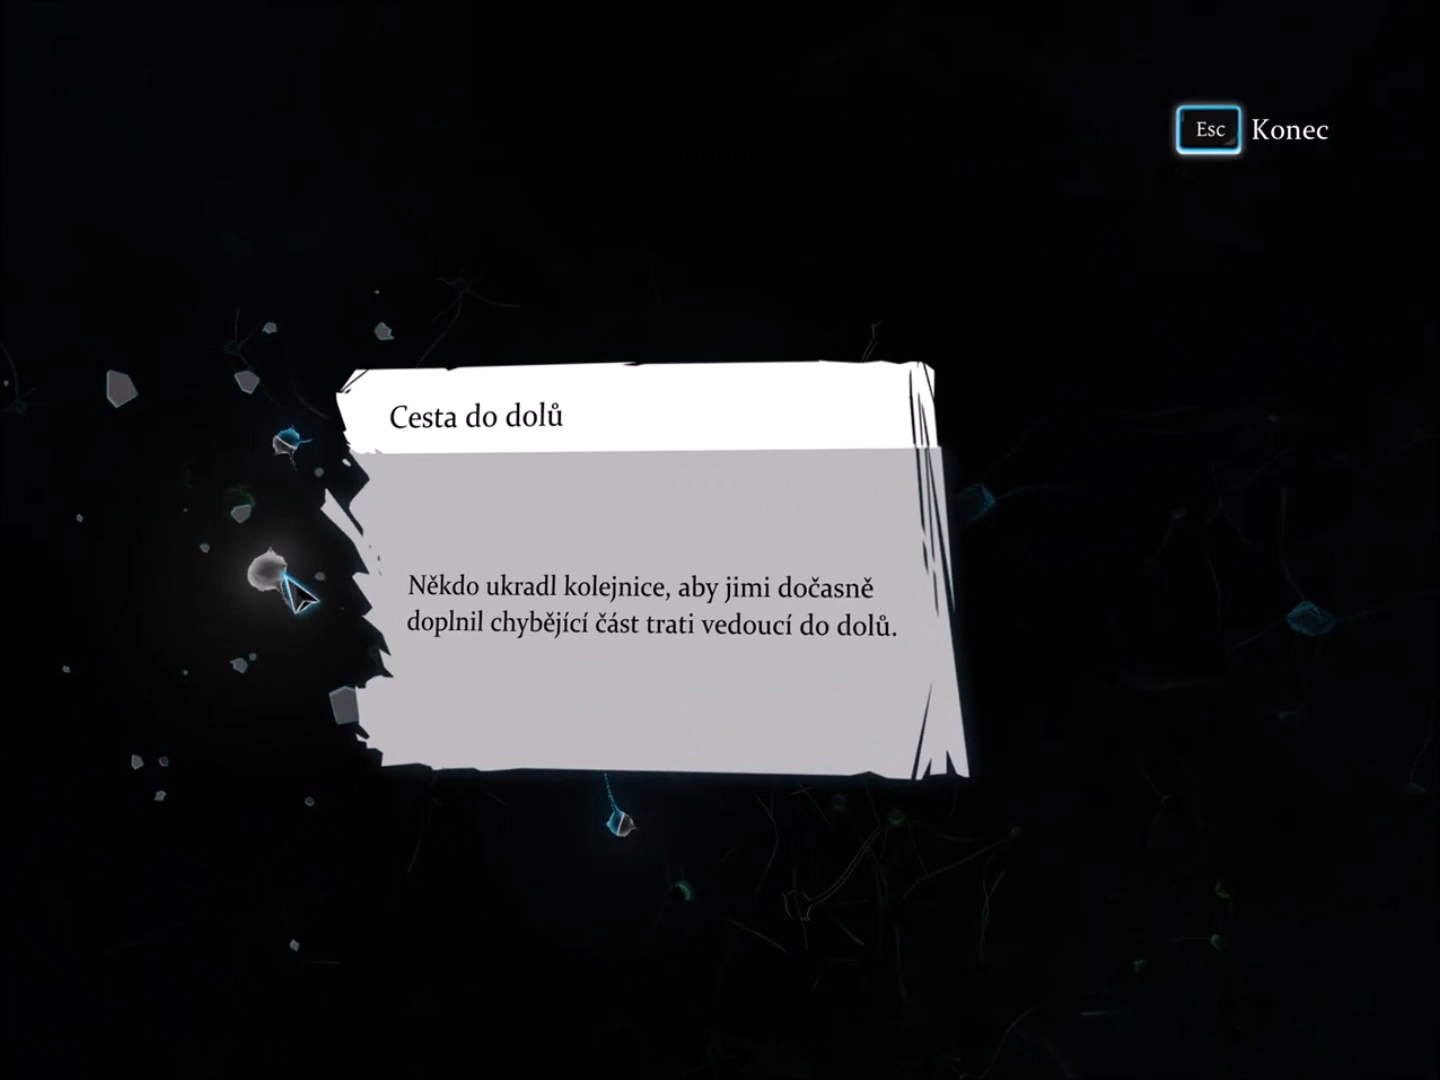 Esc Konec
Cesta do dolů
Někdo ukradl kolejnice, aby jimi dočasně
doplnil chybějící část trati vedoucí do dolů.